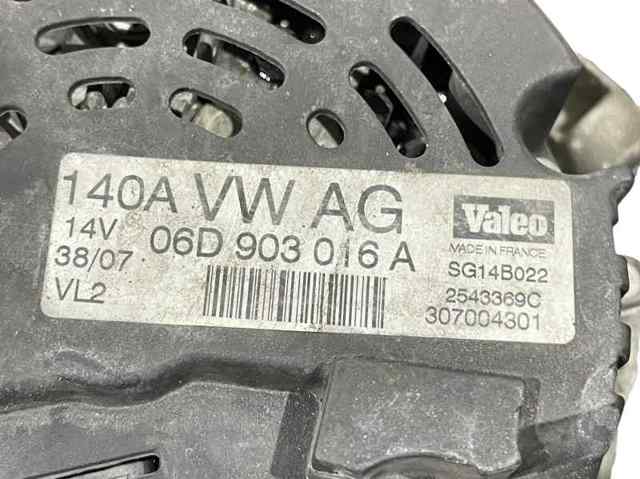 140A VW AG
14V 06D 903 016 A
38/07
VL2
Valeo
MADE IN FRANCE
SG14B022
2543369C
307004301